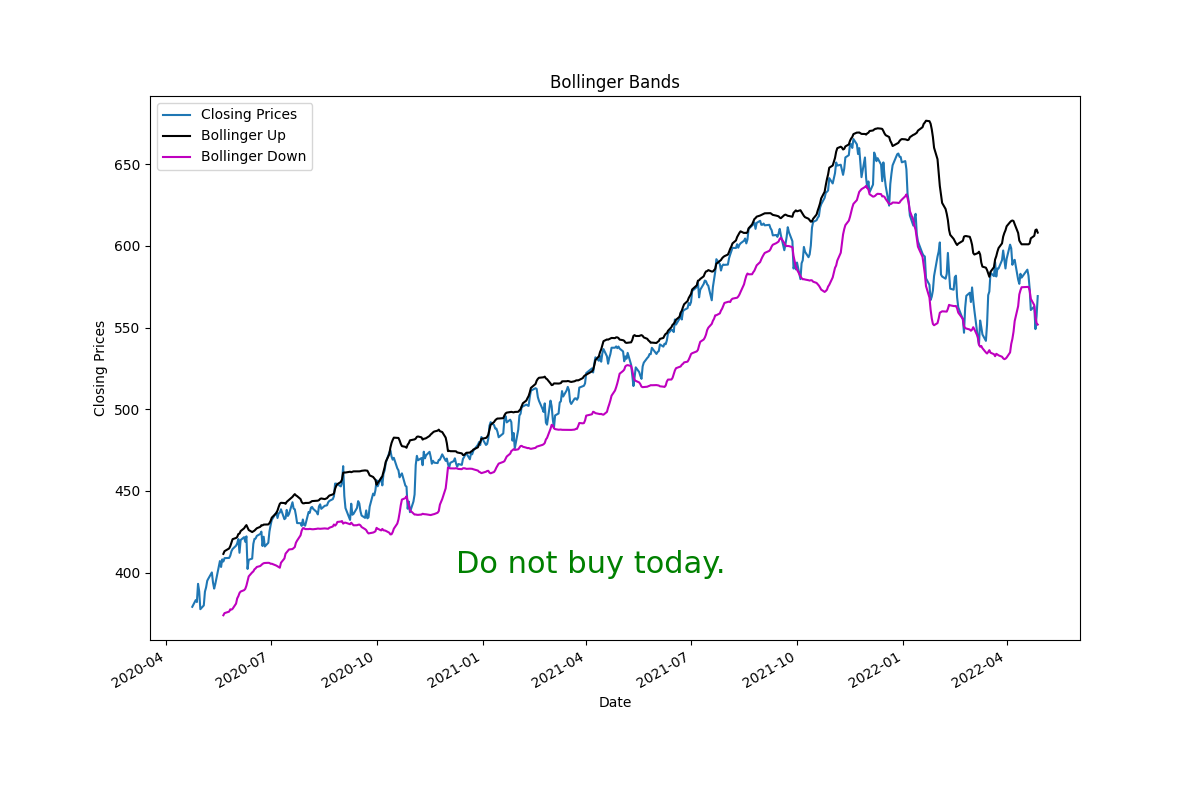 Bollinger Bands
Closing Prices
Bollinger Up
Bollinger Down
650
600
550
500
450
400
Closing Prices
Do not buy today.
2020-04
2020-07
2020-10
2021-01
2021-04
2021-07
2021-10
2022-01
2022-04
Date